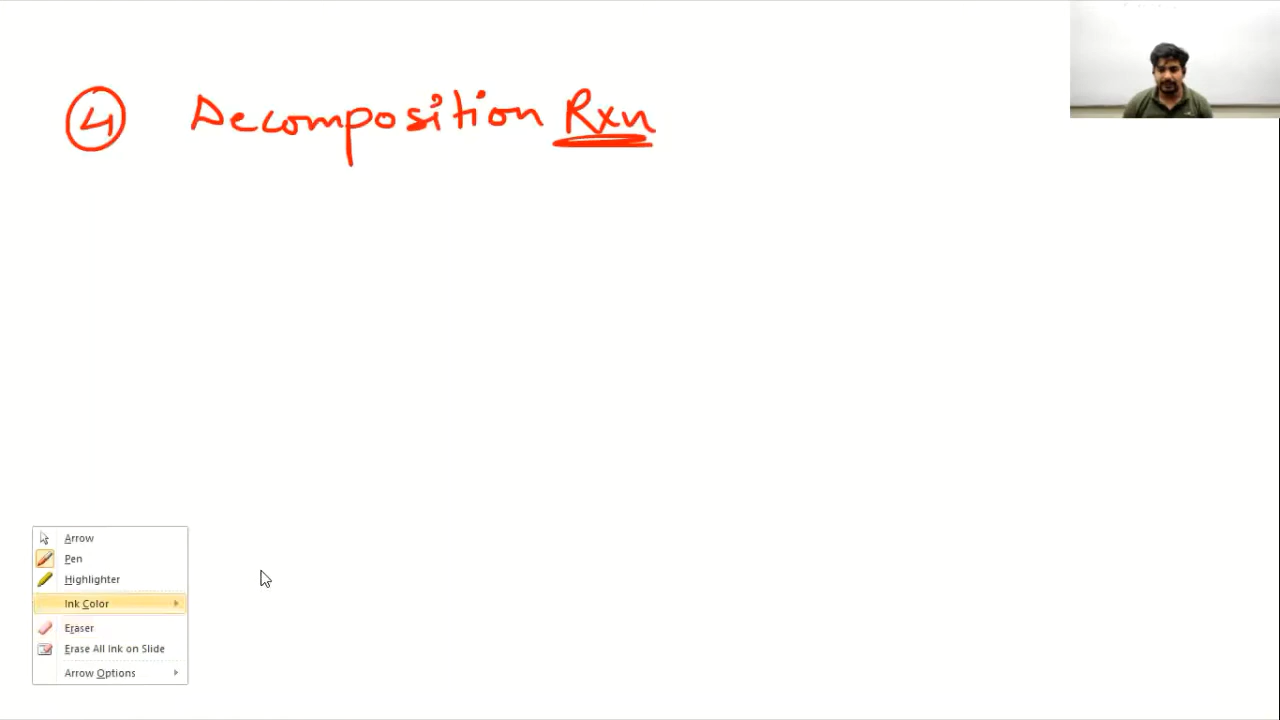 4 Decomposition Rxn
Arrow
Pen
Highlighter
Ink Color
Eraser
Erase All Ink on Slide
Arrow Options